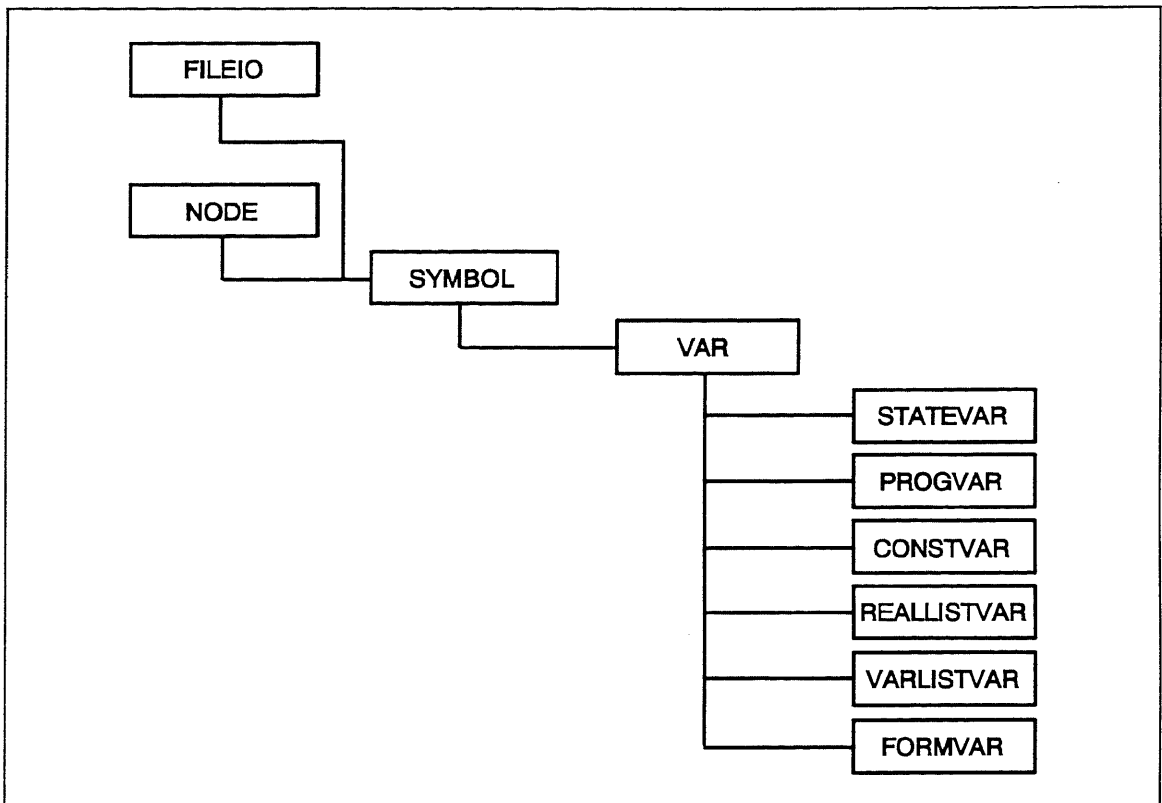 FILEIO
NODE
SYMBOL
VAR
STATEVAR
PROGVAR
CONSTVAR
REALLISTVAR
VARLISTVAR
FORMVAR